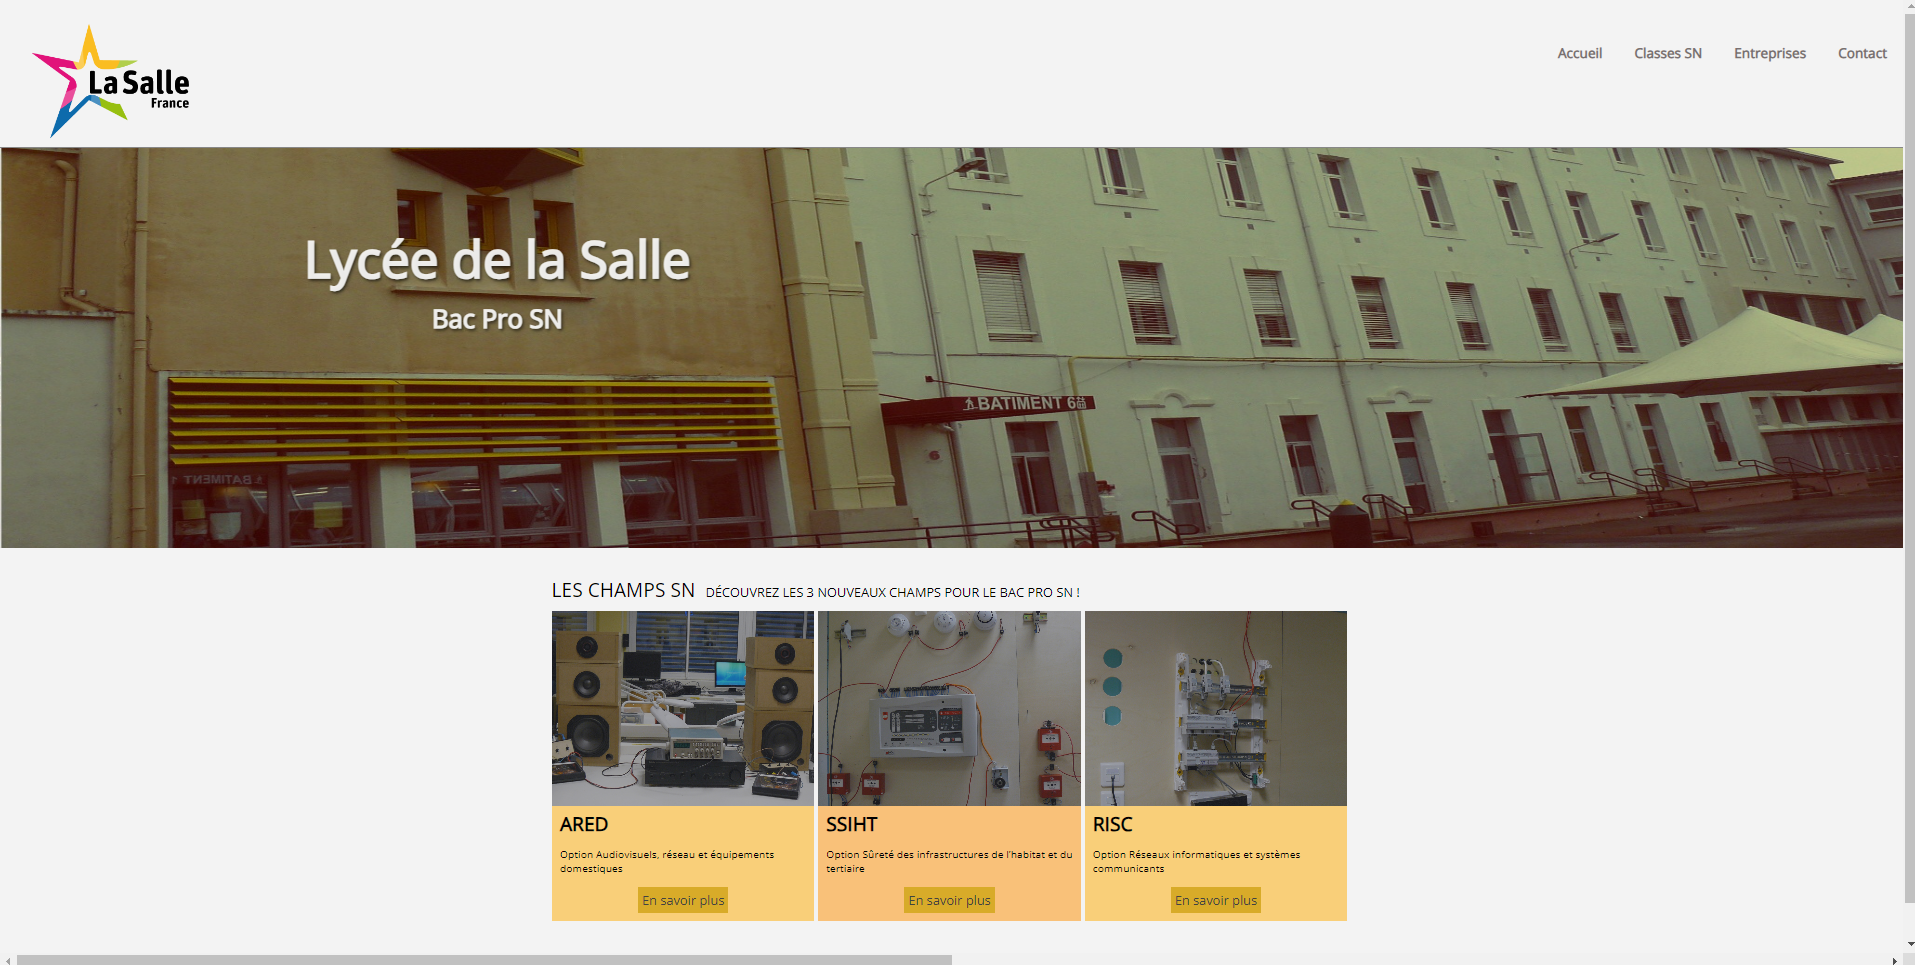 La Salle
France
Accueil
Classes SN
Entreprises
Contact
Lycée de la Salle
Bac Pro SN
BATIMENT 6
BATIMENT
LES CHAMPS SN DÉCOUVREZ LES 3 NOUVEAUX CHAMPS POUR LE BAC PRO SN !
ARED
Option Audiovisuels, réseau et équipements
domestiques
En savoir plus
SSIHT
Option Sûreté des infrastructures de l'habitat et du
tertiaire
En savoir plus
RISC
Option Réseaux informatiques et systèmes
communicants
En savoir plus